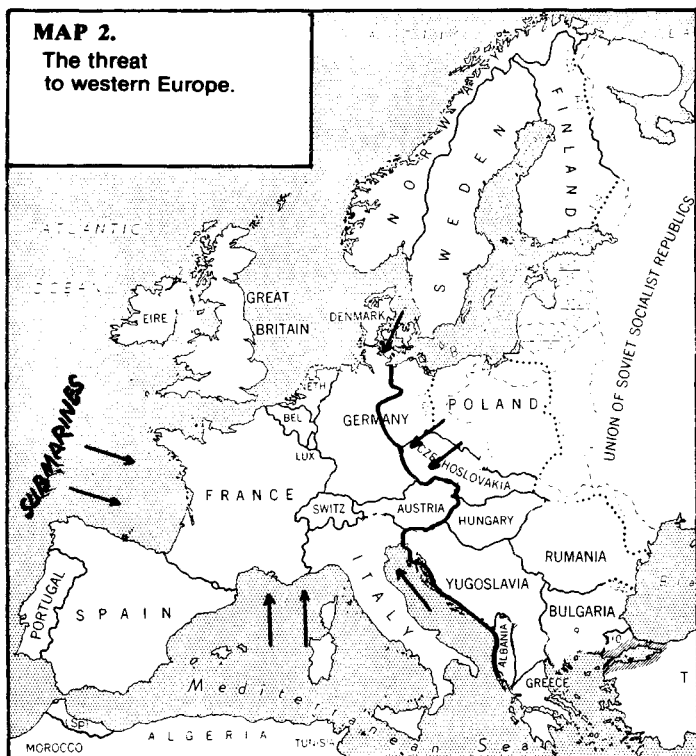 MAP 2.
The threat
to western Europe.
NORWAY
SWEDEN
FINLAND
UNION OF SOVIET SOCIALIST REPUBLICS
ATLANTIC
OCEAN
EIRE
GREAT
BRITAIN
DENMARK
NETH
BEL
LUX
GERMANY
POLAND
CZECHOSLOVAKIA
SUBMARINES
FRANCE
SWITZ
AUSTRIA
HUNGARY
RUMANIA
ITALY
YUGOSLAVIA
BULGARIA
ALBANIA
GREECE
PORTUGAL
SPAIN
Mediterranean Sea
SP
MOROCCO
ALGERIA
TUNISIA
T